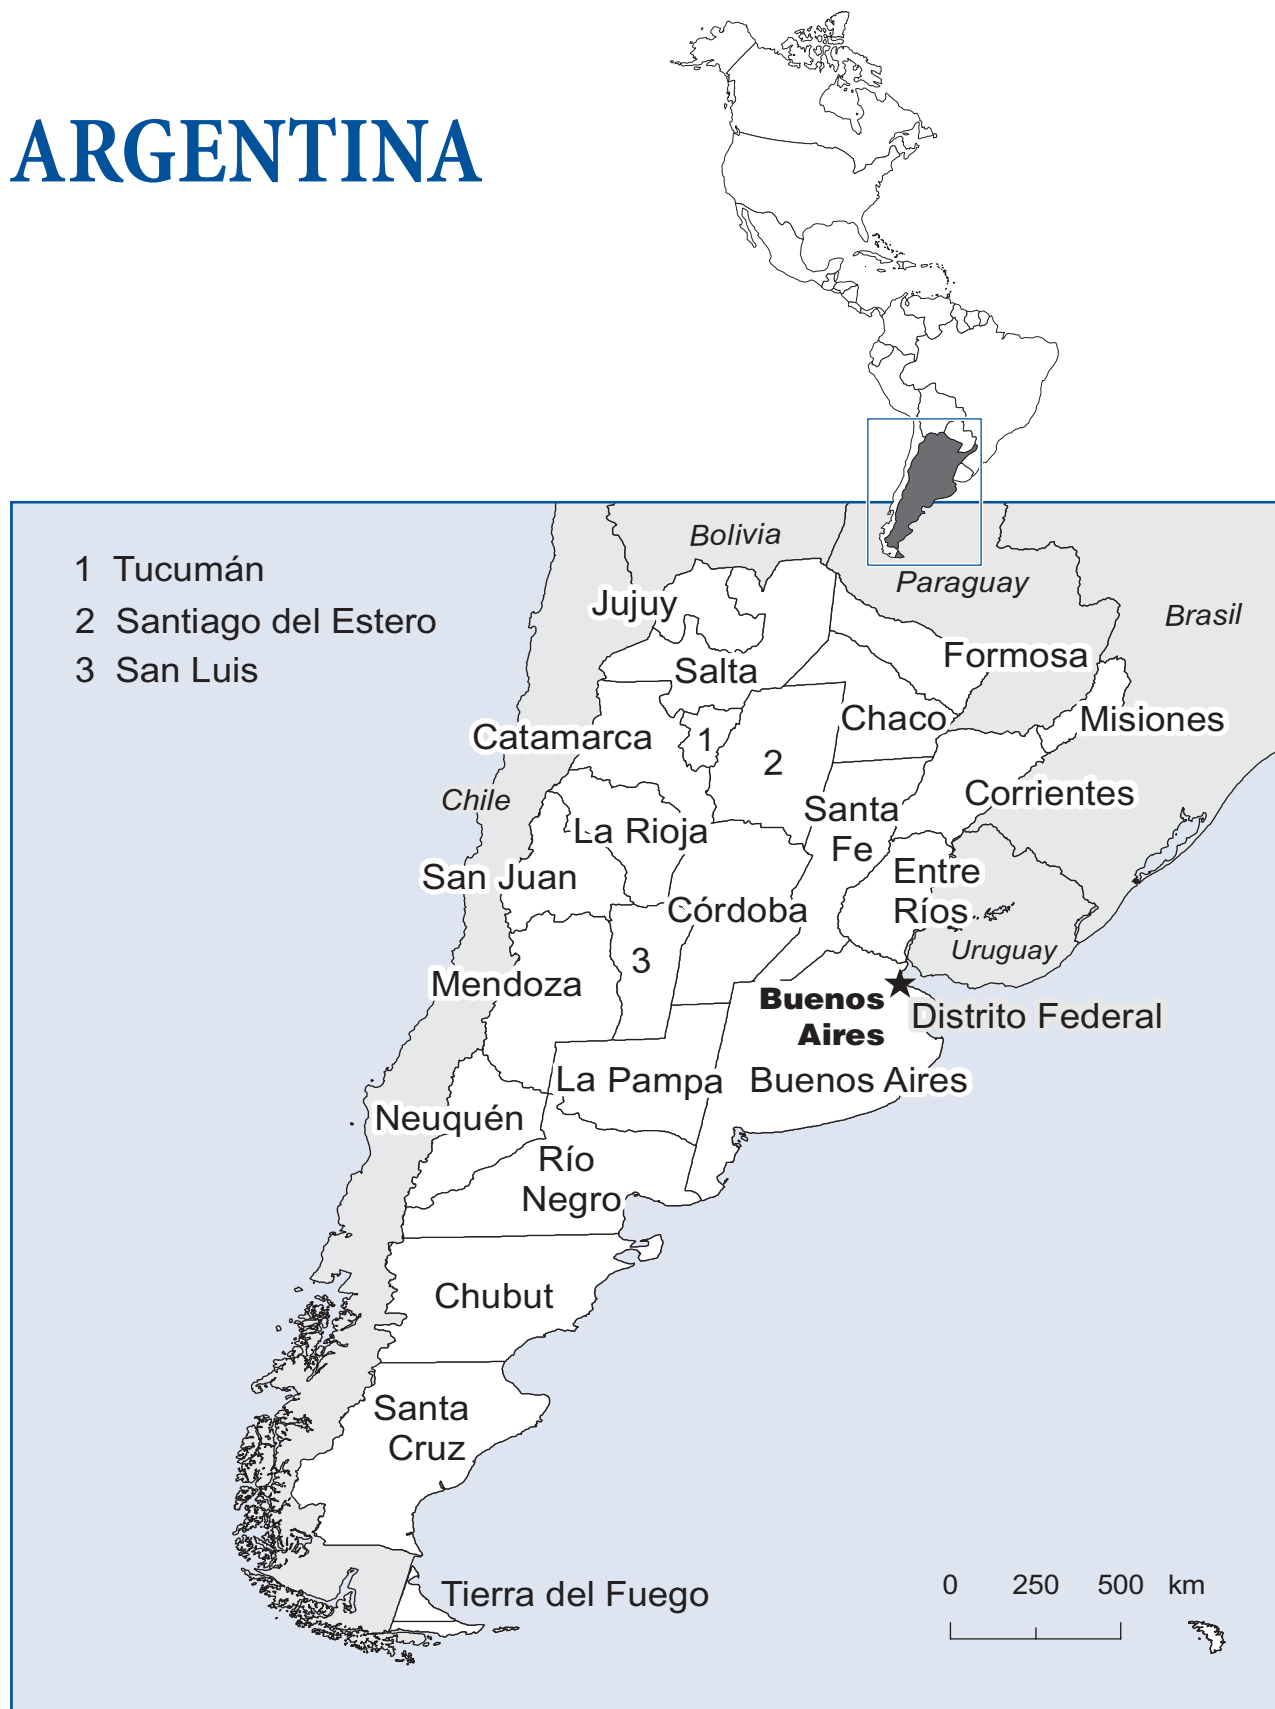 ARGENTINA
1 Tucumán
2 Santiago del Estero
3 San Luis
Bolivia
Paraguay
Brasil
Jujuy
Formosa
Salta
Misiones
Chaco
Catamarca
1
2
Corrientes
Chile
Santa
Fe
La Rioja
San Juan
Entre
Ríos
Córdoba
Uruguay
3
Mendoza
Buenos
Aires
Distrito Federal
La Pampa
Buenos Aires
Neuquén
Río
Negro
Chubut
Santa
Cruz
Tierra del Fuego
0 250 500 km